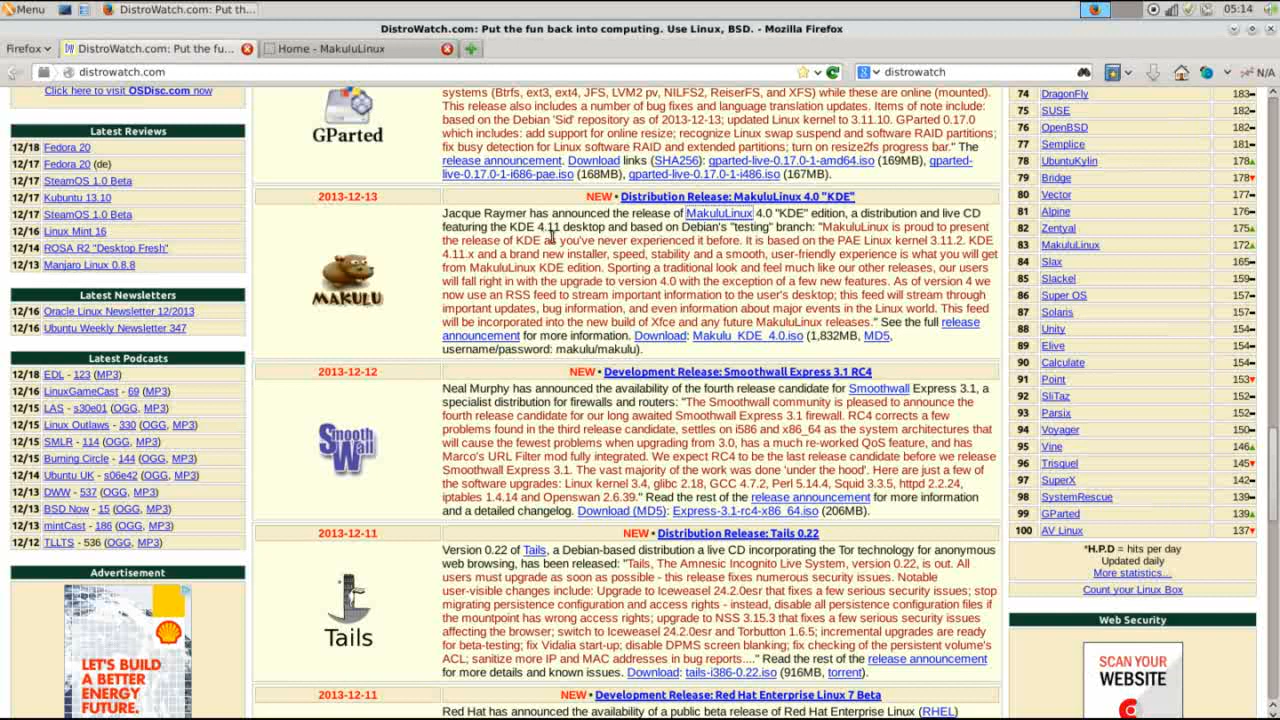 Menu
DistroWatch.com: Put th...
05:14
DistroWatch.com: Put the fun back into computing. Use Linux, BSD. - Mozilla Firefox
Firefox
DistroWatch.com: Put the fu...
Home - MakuluLinux
distrowatch.com
distrowatch
N/A
Click here to visit OSDisc.com now
Latest Reviews
12/18 Fedora 20
12/17 Fedora 20 (de)
12/17 SteamOS 1.0 Beta
12/17 Kubuntu 13.10
12/17 SteamOS 1.0 Beta
12/16 Linux Mint 16
12/14 ROSA R2 "Desktop Fresh"
12/13 Manjaro Linux 0.8.8
Latest Newsletters
12/16 Oracle Linux Newsletter 12/2013
12/16 Ubuntu Weekly Newsletter 347
Latest Podcasts
12/18 EDL - 123 (MP3)
12/16 LinuxGameCast - 69 (MP3)
12/15 LAS - s30e01 (OGG, MP3)
12/15 Linux Outlaws - 330 (OGG, MP3)
12/15 SMLR - 114 (OGG, MP3)
12/15 Burning Circle - 144 (OGG, MP3)
12/14 Ubuntu UK - s06e42 (OGG, MP3)
12/13 DWW - 537 (OGG, MP3)
12/13 BSD Now - 15 (OGG, MP3)
12/13 mintCast - 186 (OGG, MP3)
12/12 TLLTS - 536 (OGG, MP3)
Advertisement
LET'S BUILD
A BETTER
ENERGY
FUTURE.
GParted
systems (Btrfs, ext3, ext4, JFS, LVM2 pv, NILFS2, ReiserFS, and XFS) while these are online (mounted).
This release also includes a number of bug fixes and language translation updates. Items of note include:
based on the Debian 'Sid' repository as of 2013-12-13; updated Linux kernel to 3.11.10. GParted 0.17.0
which includes: add support for online resize; recognize Linux swap suspend and software RAID partitions;
fix busy detection for Linux software RAID and extended partitions; turn on resize2fs progress bar." The
release announcement. Download links (SHA256): gparted-live-0.17.0-1-amd64.iso (169MB), gparted-
live-0.17.0-1-i686-pae.iso (168MB), gparted-live-0.17.0-1-i486.iso (167MB).
2013-12-13
NEW • Distribution Release: MakuluLinux 4.0 "KDE"
MAKULU
Jacque Raymer has announced the release of MakuluLinux 4.0 "KDE" edition, a distribution and live CD
featuring the KDE 4.11 desktop and based on Debian's "testing" branch: "MakuluLinux is proud to present
the release of KDE as you've never experienced it before. It is based on the PAE Linux kernel 3.11.2. KDE
4.11.x and a brand new installer, speed, stability and a smooth, user-friendly experience is what you will get
from MakuluLinux KDE edition. Sporting a traditional look and feel much like our other releases, our users
will fall right in with the upgrade to version 4.0 with the exception of a few new features. As of version 4 we
now use an RSS feed to stream important information to the user's desktop; this feed will stream through
important updates, bug information, and even information about major events in the Linux world. This feed
will be incorporated into the new build of Xfce and any future MakuluLinux releases." See the full release
announcement for more information. Download: Makulu_KDE_4.0.iso (1,832MB, MD5,
username/password: makulu/makulu).
2013-12-12
NEW • Development Release: Smoothwall Express 3.1 RC4
Smooth Wall
Neal Murphy has announced the availability of the fourth release candidate for Smoothwall Express 3.1, a
specialist distribution for firewalls and routers: "The Smoothwall community is pleased to announce the
fourth release candidate for our long awaited Smoothwall Express 3.1 firewall. RC4 corrects a few
problems found in the third release candidate, settles on i586 and x86_64 as the system architectures that
will cause the fewest problems when upgrading from 3.0, has a much re-worked QoS feature, and has
Marco's URL Filter mod fully integrated. We expect RC4 to be the last release candidate before we release
Smoothwall Express 3.1. The vast majority of the work was done 'under the hood'. Here are just a few of
the software upgrades: Linux kernel 3.4, glibc 2.18, GCC 4.7.2, Perl 5.14.4, Squid 3.3.5, httpd 2.2.24,
iptables 1.4.14 and Openswan 2.6.39." Read the rest of the release announcement for more information
and a detailed changelog. Download (MD5): Express-3.1-rc4-x86_64.iso (206MB).
2013-12-11
NEW • Distribution Release: Tails 0.22
Tails
Version 0.22 of Tails, a Debian-based distribution a live CD incorporating the Tor technology for anonymous
web browsing, has been released: "Tails, The Amnesic Incognito Live System, version 0.22, is out. All
users must upgrade as soon as possible - this release fixes numerous security issues. Notable
user-visible changes include: Upgrade to Iceweasel 24.2.0esr that fixes a few serious security issues; stop
migrating persistence configuration and access rights - instead, disable all persistence configuration files if
the mountpoint has wrong access rights; upgrade to NSS 3.15.3 that fixes a few serious security issues
affecting the browser; switch to Iceweasel 24.2.0esr and Torbutton 1.6.5; incremental upgrades are ready
for beta-testing; fix Vidalia start-up; disable DPMS screen blanking; fix checking of the persistent volume's
ACL; sanitize more IP and MAC addresses in bug reports...." Read the rest of the release announcement
for more details and known issues. Download: tails-i386-0.22.iso (916MB, torrent).
2013-12-11
NEW • Development Release: Red Hat Enterprise Linux 7 Beta
Red Hat has announced the availability of a public beta release of Red Hat Enterprise Linux (RHEL)
74 DragonFly 183
75 SUSE 182
76 OpenBSD 182
77 Semplice 181
78 UbuntuKylin 178
79 Bridge 178
80 Vector 177
81 Alpine 176
82 Zentyal 175
83 MakuluLinux 172
84 Slax 161
85 Slackel 159
86 Super OS 157
87 Solaris 157
88 Unity 154
89 Elive 154
90 Calculate 154
91 Point 153
92 SliTaz 152
93 Parsix 152
94 Voyager 150
95 Vine 146
96 Trisquel 145
97 SuperX 142
98 SystemRescue 139
99 GParted 139
100 AV Linux 137
*H.P.D = hits per day
Updated daily
More statistics...
Count your Linux Box
Web Security
SCAN YOUR
WEBSITE